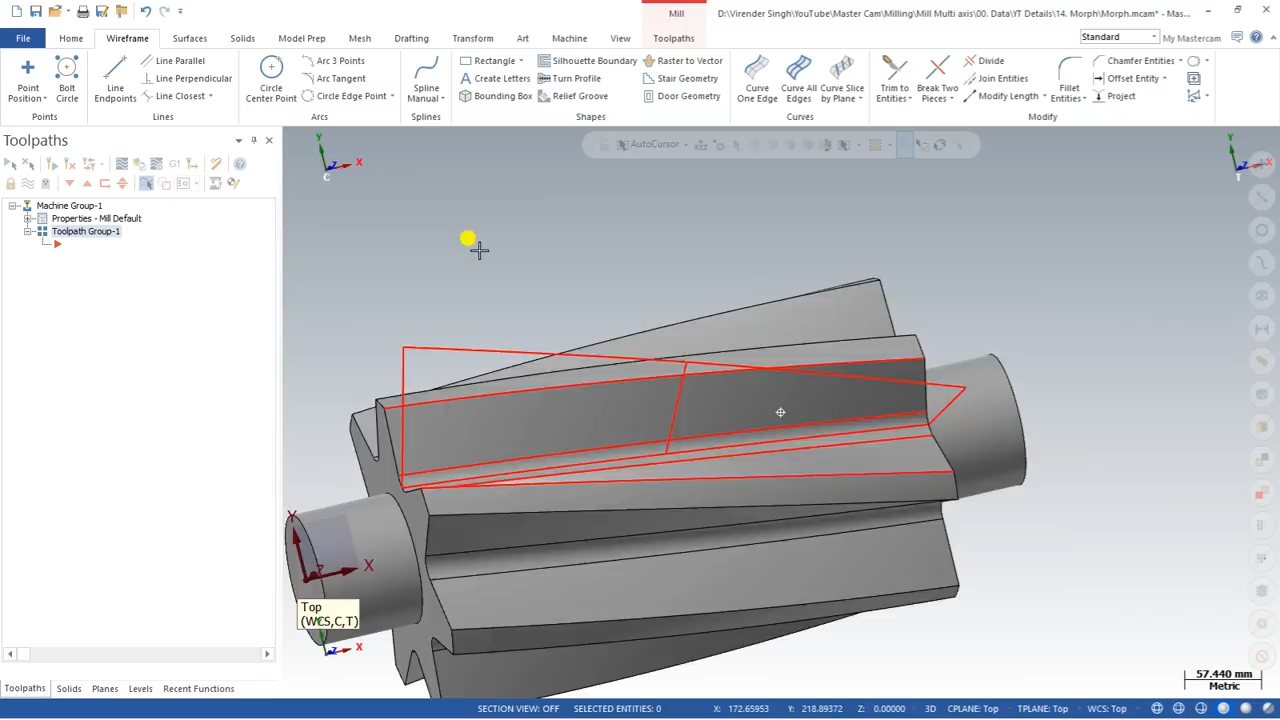 Mill
D:\Virender Singh\YouTube\Master Cam\Milling\Mill Multi axis\00. Data\YT Details\14. Morph\Morph.mcam* - Mas...
File
Home
Wireframe
Surfaces
Solids
Model Prep
Mesh
Drafting
Transform
Art
Machine
View
Toolpaths
Standard
My Mastercam
Point Position
Bolt Circle
Points
Line Endpoints
Line Parallel
Line Perpendicular
Line Closest
Lines
Circle Center Point
Arc 3 Points
Arc Tangent
Circle Edge Point
Arcs
Spline Manual
Splines
Rectangle
Create Letters
Bounding Box
Silhouette Boundary
Turn Profile
Relief Groove
Raster to Vector
Stair Geometry
Door Geometry
Shapes
Curve One Edge
Curve All Edges
Curve Slice by Plane
Curves
Trim to Entities
Break Two Pieces
Divide
Join Entities
Modify Length
Fillet Entities
Chamfer Entities
Offset Entity
Project
Modify
Toolpaths
G1
Machine Group-1
Properties - Mill Default
Toolpath Group-1
AutoCursor
Y
X
Z
C
Y
X
Z
T
Y
X
Z
Top
(WCS,C,T)
X
Z
57.440 mm
Metric
Toolpaths
Solids
Planes
Levels
Recent Functions
SECTION VIEW: OFF
SELECTED ENTITIES: 0
X: 172.65953
Y: 218.89372
Z: 0.00000
3D
CPLANE: Top
TPLANE: Top
WCS: Top